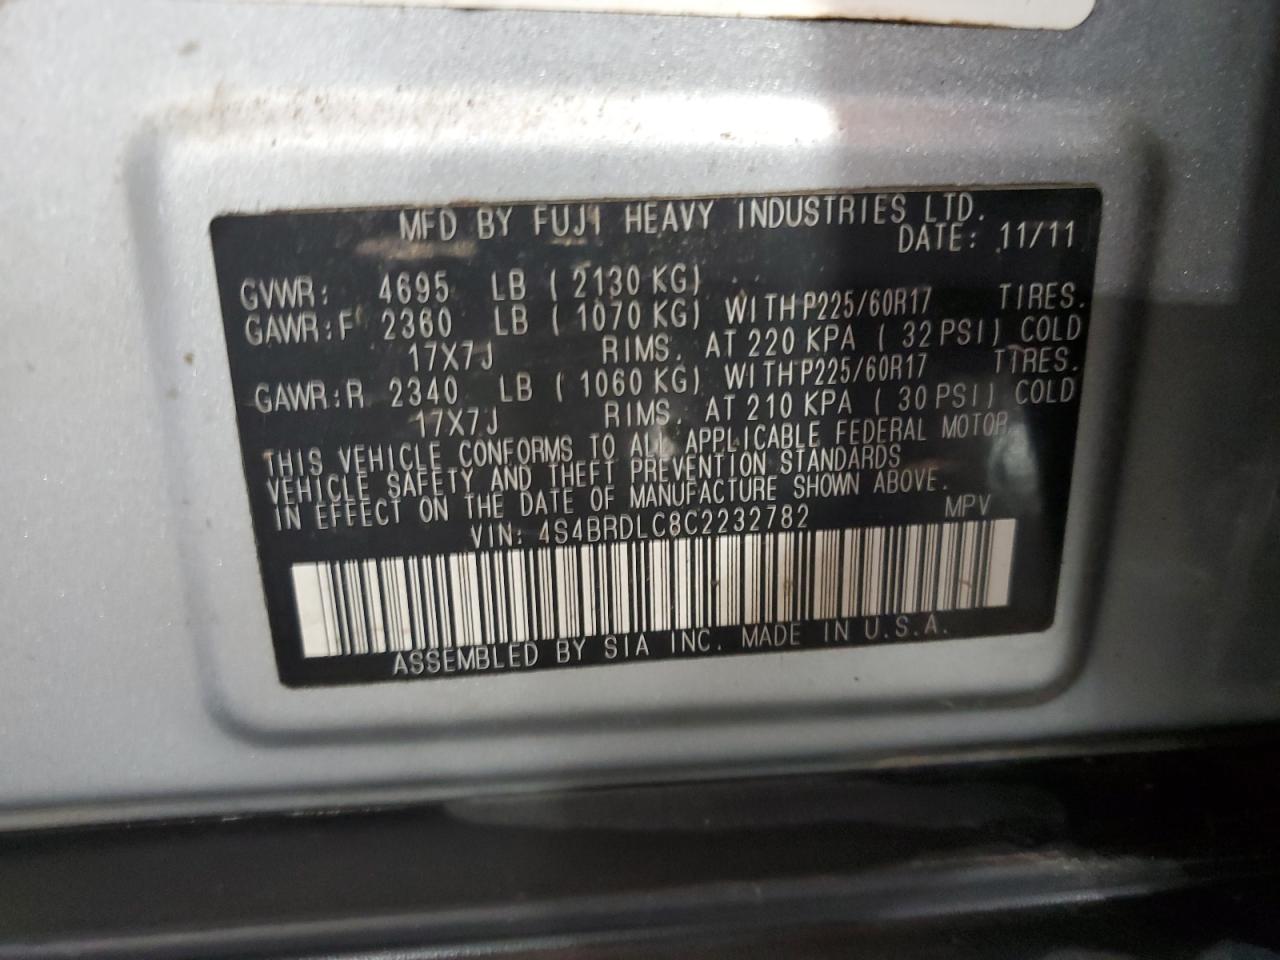 MFD BY FUJI HEAVY INDUSTRIES LTD.
DATE: 11/11
GVWR: 4695 LB ( 2130 KG)
GAWR:F 2360 LB ( 1070 KG) WITH P225/60R17 TIRES.
17X7J RIMS. AT 220 KPA ( 32 PSI) COLD
GAWR:R 2340 LB ( 1060 KG) WITH P225/60R17 TIRES.
17X7J RIMS. AT 210 KPA ( 30 PSI) COLD
THIS VEHICLE CONFORMS TO ALL APPLICABLE FEDERAL MOTOR
VEHICLE SAFETY AND THEFT PREVENTION STANDARDS
IN EFFECT ON THE DATE OF MANUFACTURE SHOWN ABOVE.
VIN: 4S4BRDLC8C2232782 MPV
ASSEMBLED BY SIA INC. MADE IN U.S.A.